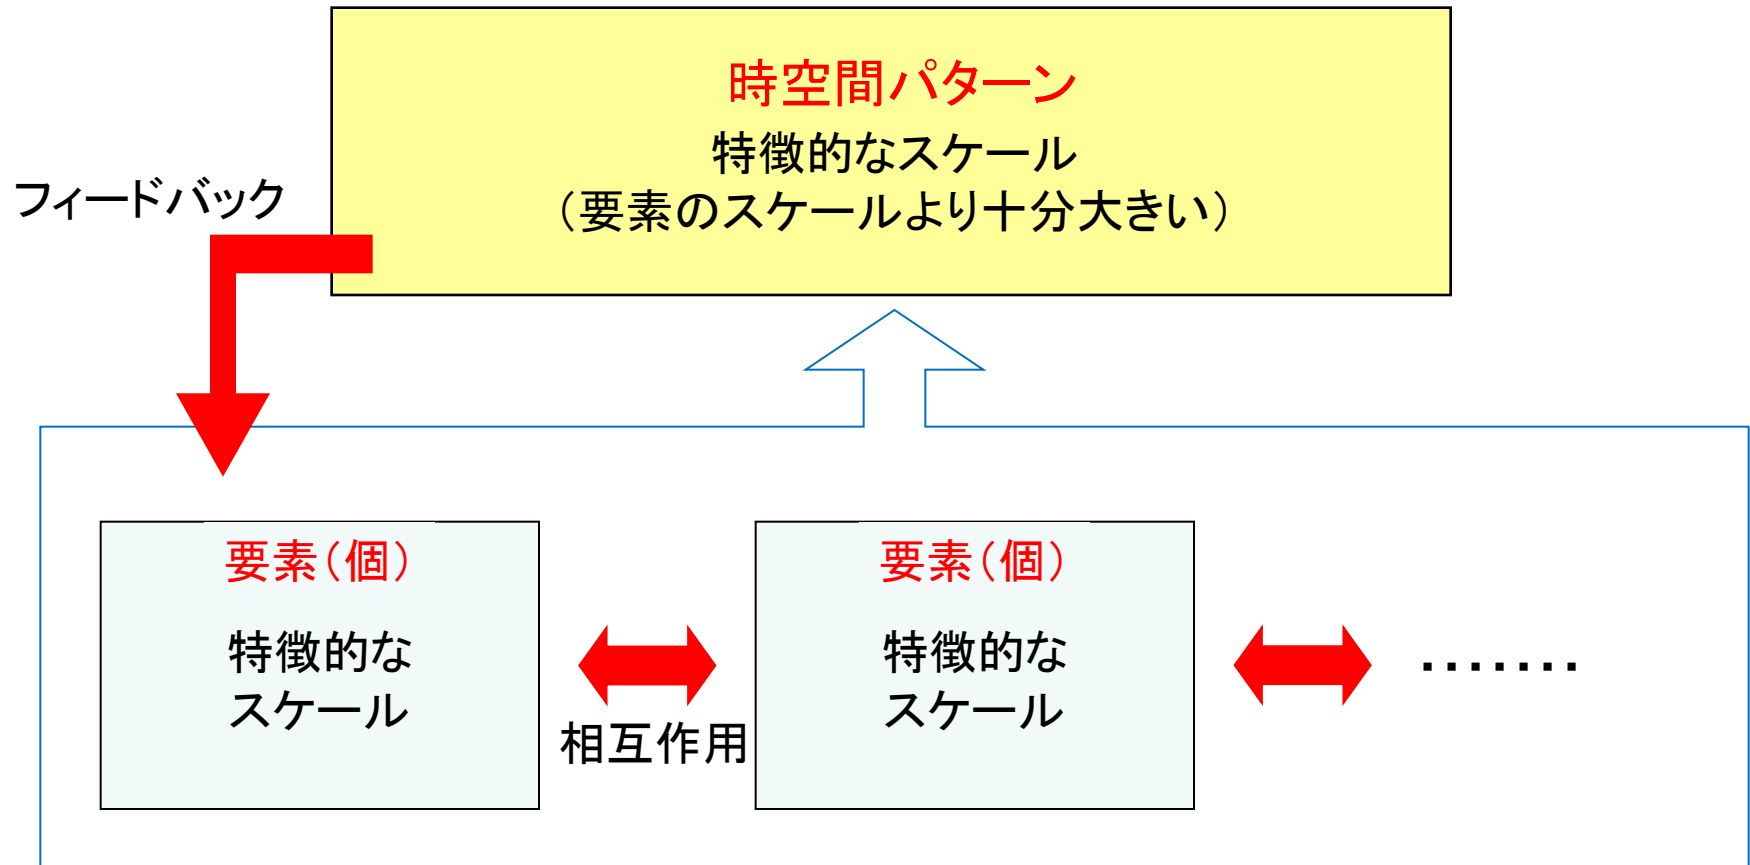 時空間パターン
特徴的なスケール
（要素のスケールより十分大きい）
フィードバック
要素（個）
特徴的な
スケール
相互作用
要素（個）
特徴的な
スケール
・・・・・・・